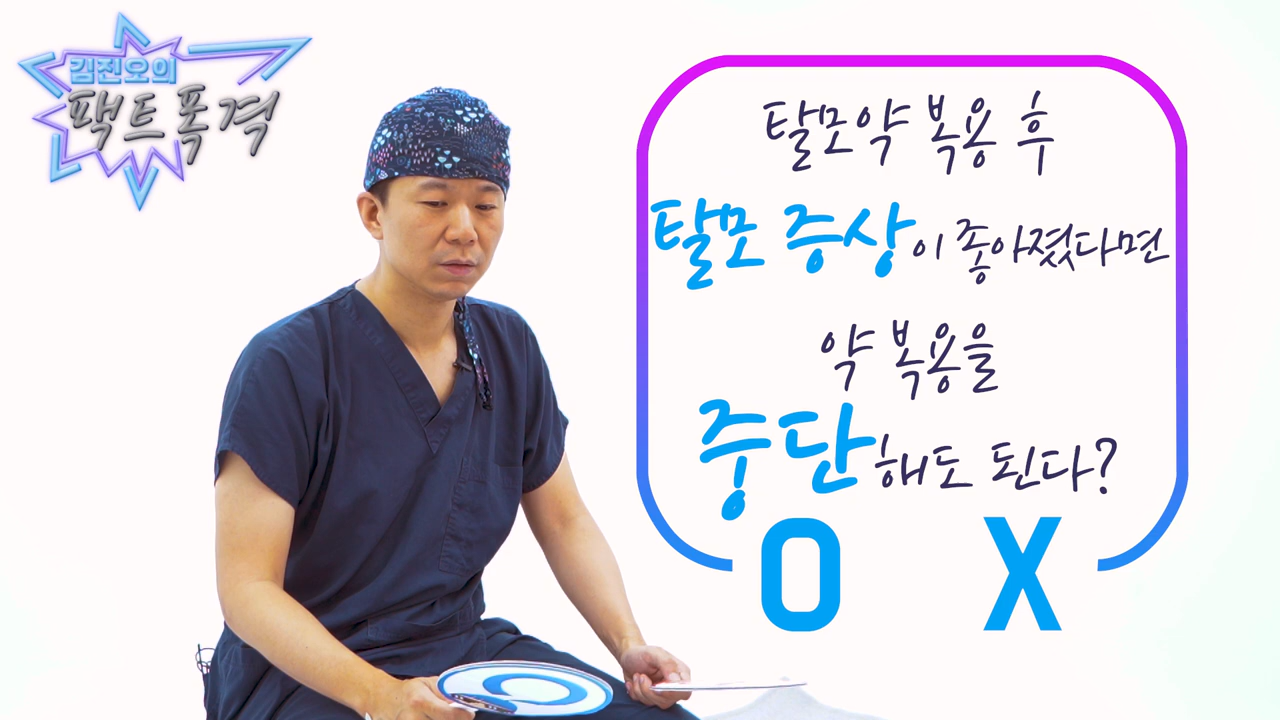 김진오의
팩트폭격
탈모약 복용 후
탈모 증상이 좋아졌다면
약 복용을
중단해도 된다?
O X